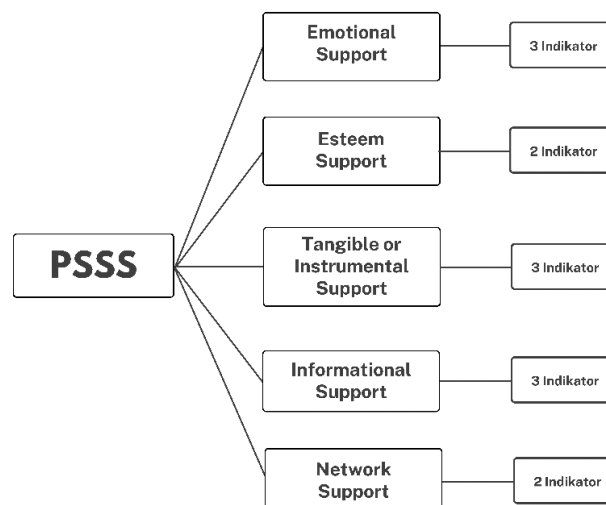 Emotional
Support
3 Indikator
Esteem
Support
2 Indikator
PSSS
Tangible or
Instrumental
Support
3 Indikator
Informational
Support
3 Indikator
Network
Support
2 Indikator